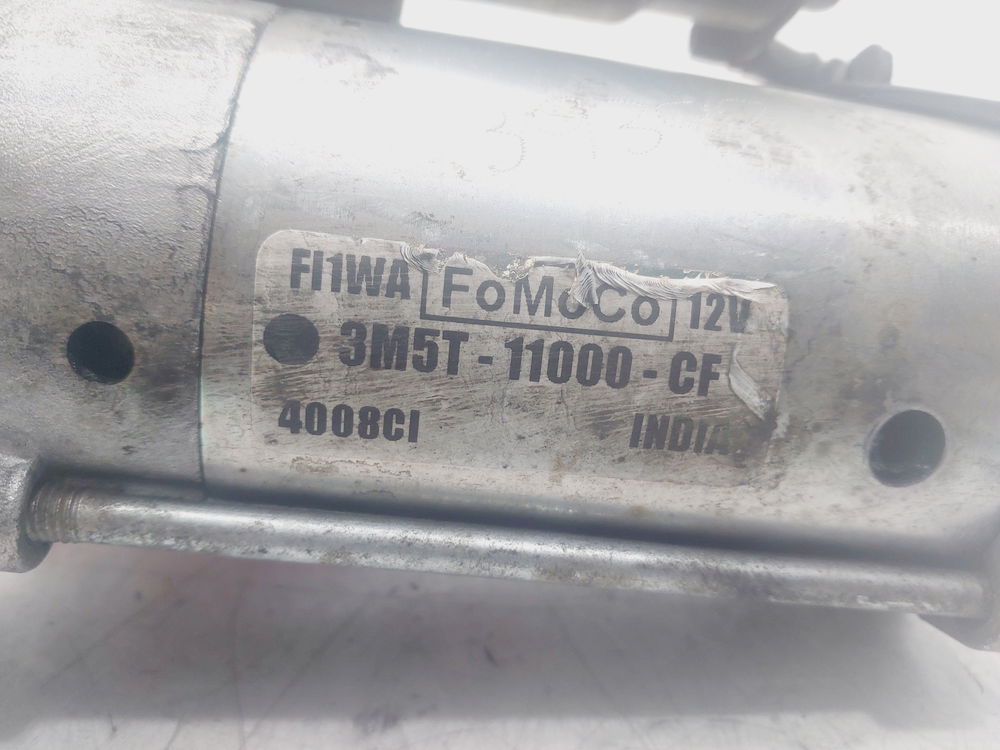 FI1WA FoMoCo 12V
3M5T - 11000 - CF
4008CI INDIA